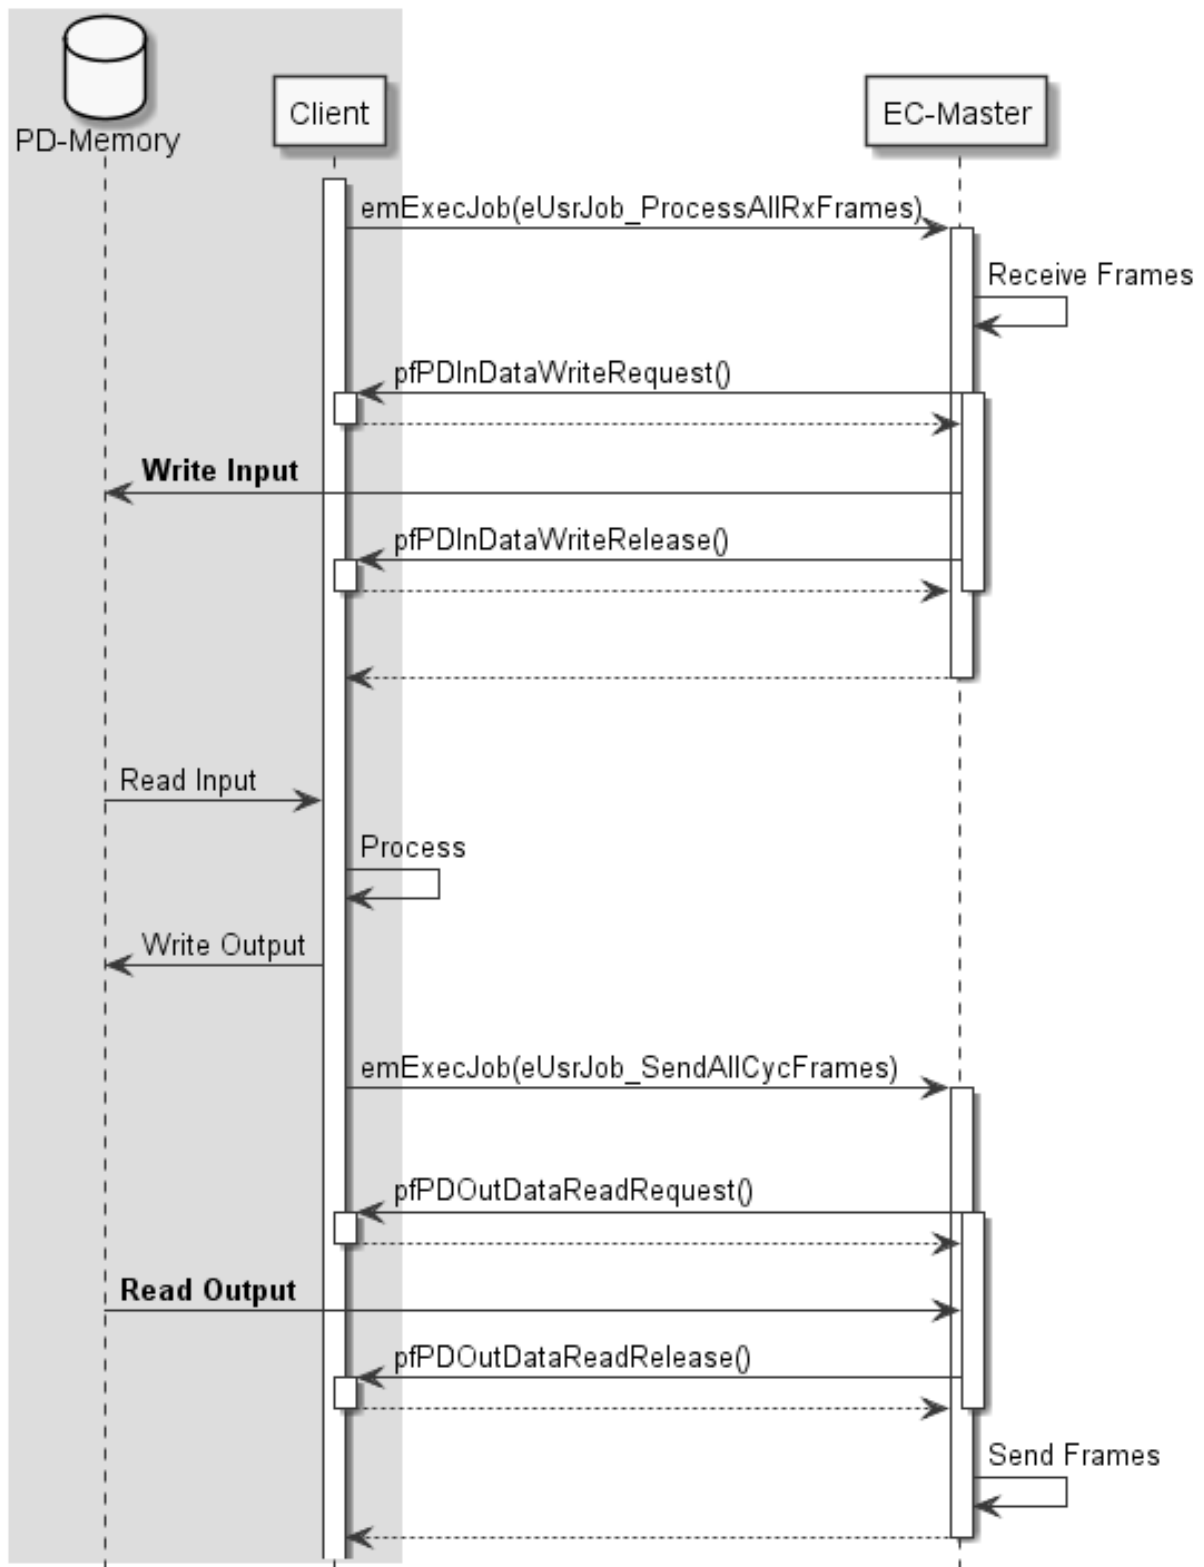 PD-Memory
Client
EC-Master
emExecJob(eUsrJob_ProcessAllRxFrames)
Receive Frames
pfPDInDataWriteRequest()
Write Input
pfPDInDataWriteRelease()
Read Input
Process
Write Output
emExecJob(eUsrJob_SendAllCycFrames)
pfPDOutDataReadRequest()
Read Output
pfPDOutDataReadRelease()
Send Frames